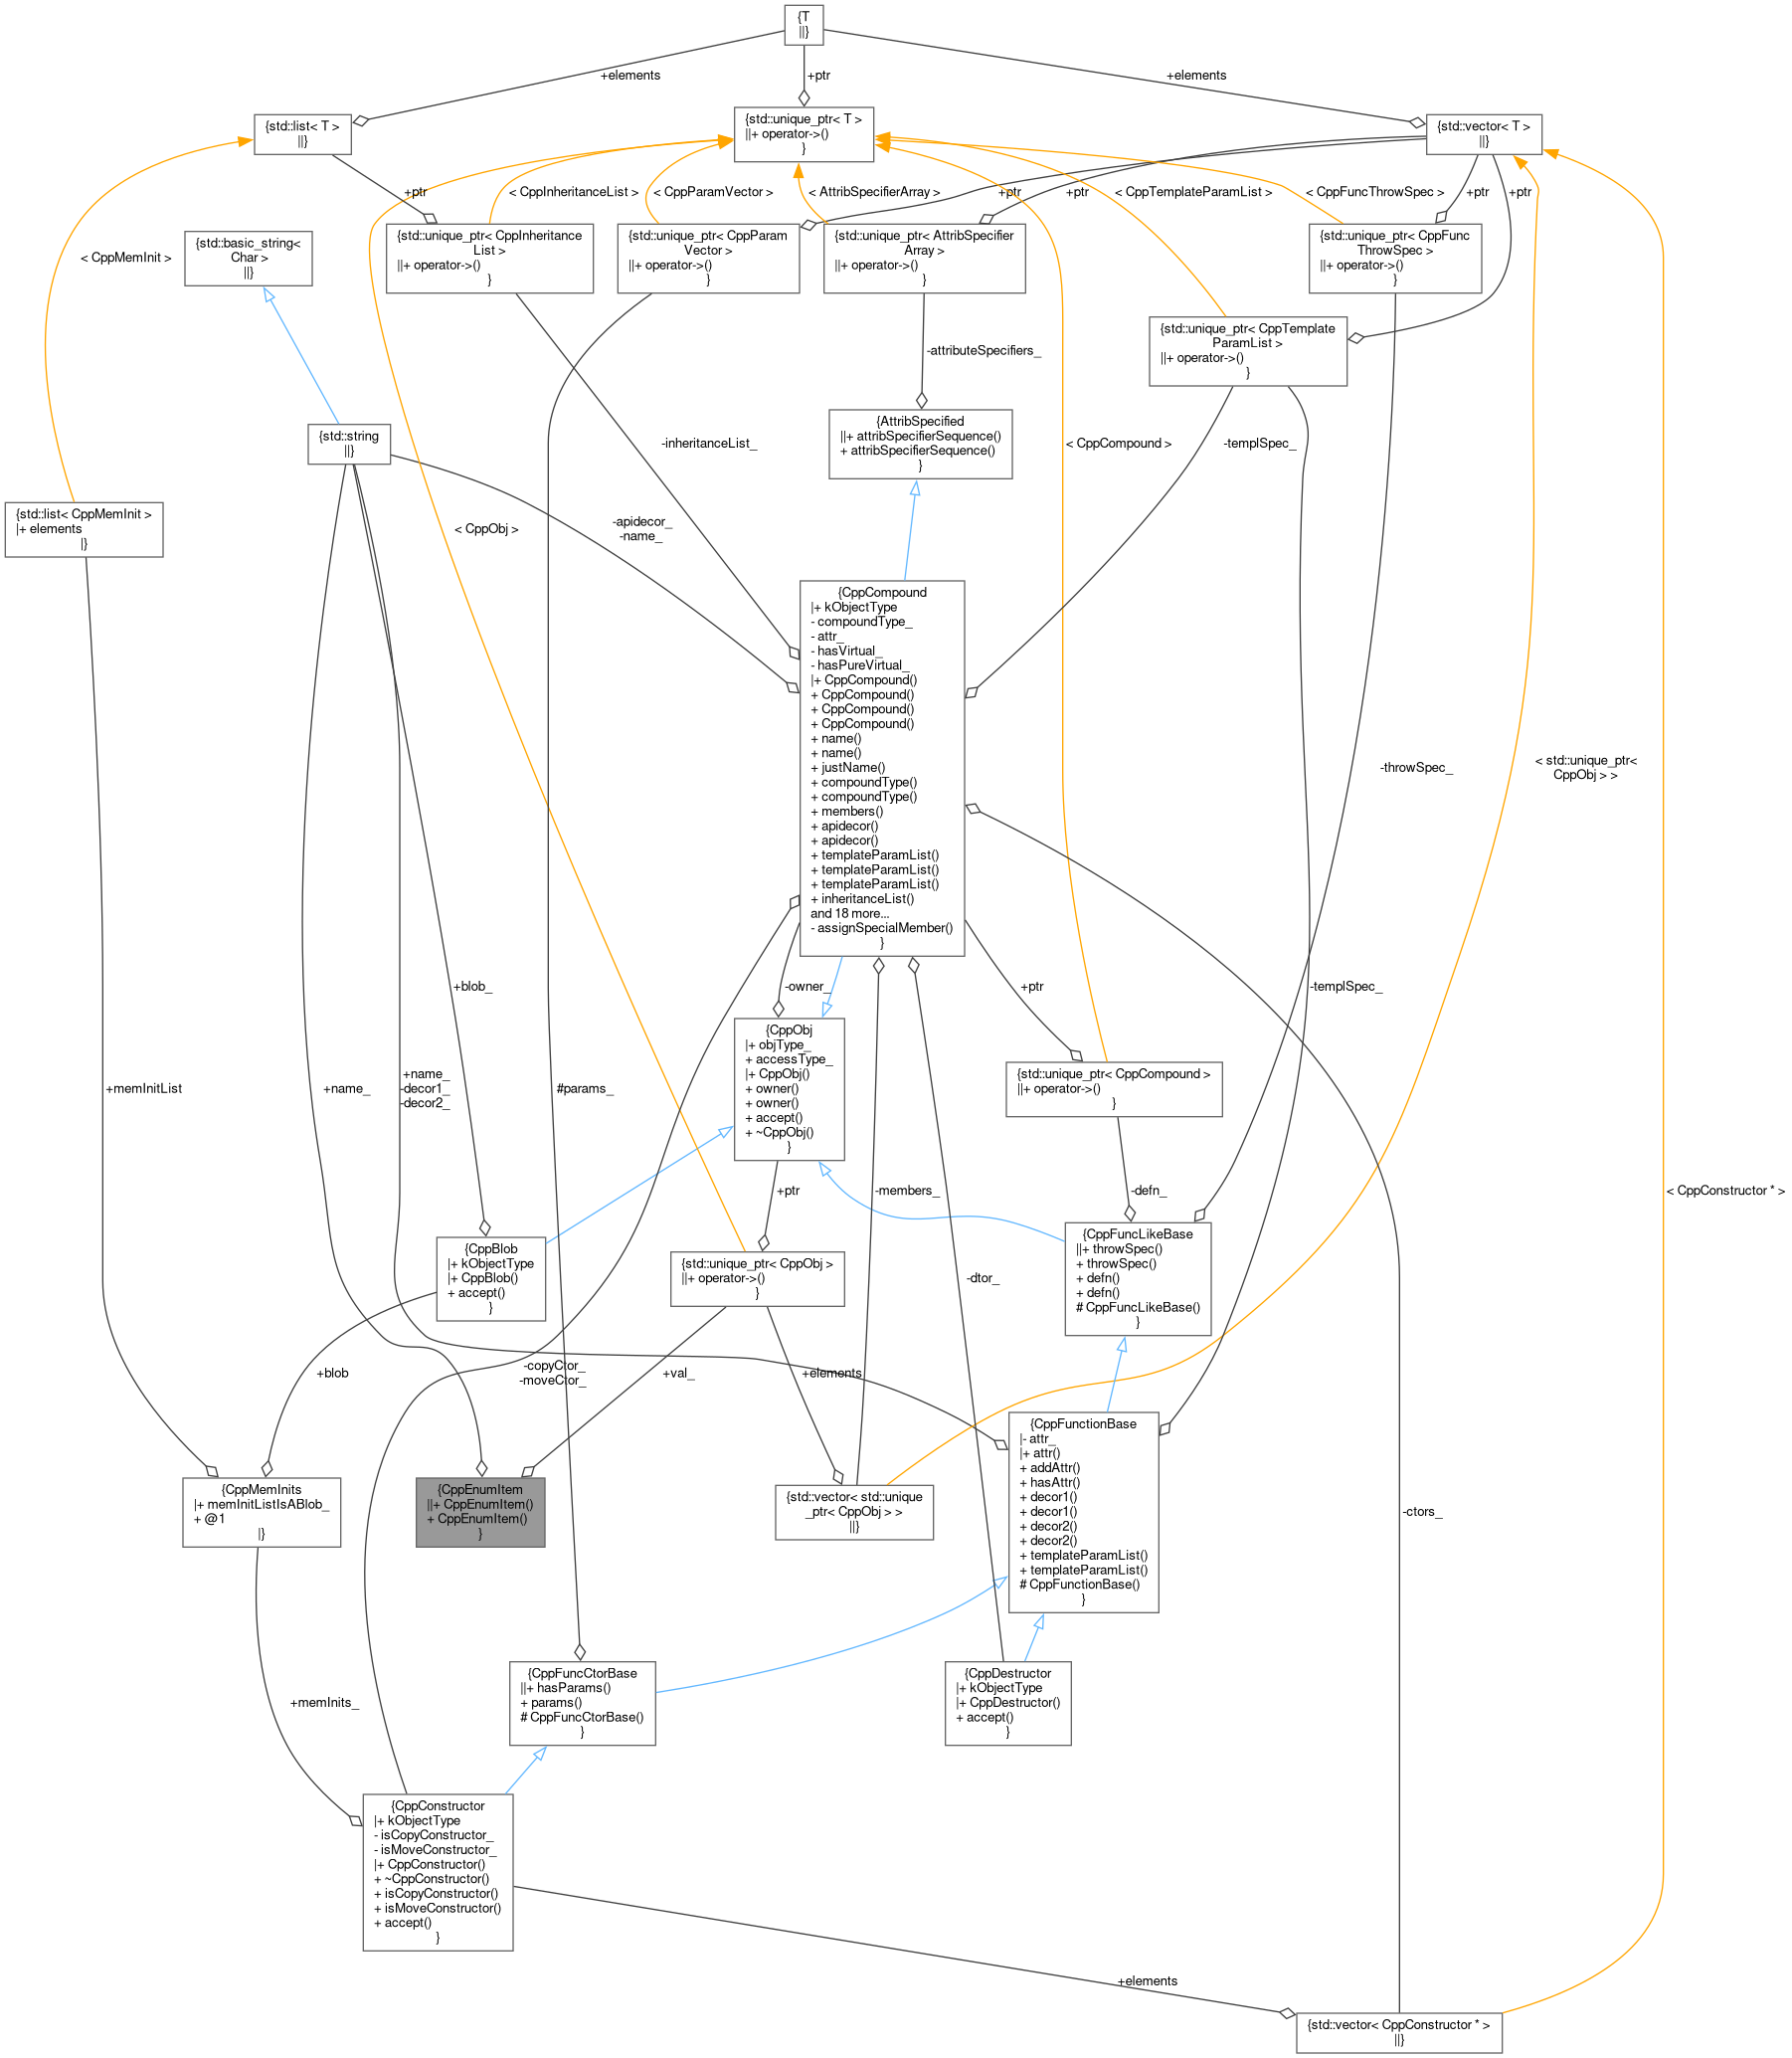 {T
||}
+elements
+ptr
+elements
{std::list< T >
||}
{std::unique_ptr< T >
||+ operator->()
}
{std::vector< T >
||}
+ptr
< CppInheritanceList >
< CppParamVector >
< AttribSpecifierArray >
+ptr
+ptr
< CppTemplateParamList >
< CppFuncThrowSpec >
+ptr
+ptr
< CppMemInit >
{std::basic_string<
Char >
||}
{std::unique_ptr< CppInheritance
List >
||+ operator->()
}
{std::unique_ptr< CppParam
Vector >
||+ operator->()
}
{std::unique_ptr< AttribSpecifier
Array >
||+ operator->()
}
{std::unique_ptr< CppFunc
ThrowSpec >
||+ operator->()
}
{std::unique_ptr< CppTemplate
ParamList >
||+ operator->()
}
-attributeSpecifiers_
{AttribSpecified
||+ attribSpecifierSequence()
+ attribSpecifierSequence()
}
{std::string
||}
-inheritanceList_
< CppCompound >
-templSpec_
{std::list< CppMemInit >
|+ elements
|}
-apidecor_
-name_
< CppObj >
{CppCompound
|+ kObjectType
- compoundType_
- attr_
- hasVirtual_
- hasPureVirtual_
|+ CppCompound()
+ CppCompound()
+ CppCompound()
+ CppCompound()
+ name()
+ name()
+ justName()
+ compoundType()
+ compoundType()
+ members()
+ apidecor()
+ apidecor()
+ templateParamList()
+ templateParamList()
+ templateParamList()
+ inheritanceList()
and 18 more...
- assignSpecialMember()
}
-throwSpec_
< std::unique_ptr<
CppObj > >
+blob_
-owner_
+ptr
-templSpec_
{CppObj
|+ objType_
+ accessType_
|+ CppObj()
+ owner()
+ owner()
+ accept()
+ ~CppObj()
}
{std::unique_ptr< CppCompound >
||+ operator->()
}
+memInitList
+name_
+name_
-decor1_
-decor2_
#params_
+ptr
-members_
-defn_
< CppConstructor * >
{CppBlob
|+ kObjectType
|+ CppBlob()
+ accept()
}
{std::unique_ptr< CppObj >
||+ operator->()
}
-dtor_
{CppFuncLikeBase
||+ throwSpec()
+ throwSpec()
+ defn()
+ defn()
# CppFuncLikeBase()
}
+blob
-copyCtor_
-moveCtor_
+val_
+elements
{CppMemInits
|+ memInitListIsABlob_
+ @1
|}
{CppEnumItem
||+ CppEnumItem()
+ CppEnumItem()
}
{std::vector< std::unique
_ptr< CppObj > >
||}
{CppFunctionBase
|- attr_
|+ attr()
+ addAttr()
+ hasAttr()
+ decor1()
+ decor1()
+ decor2()
+ decor2()
+ templateParamList()
+ templateParamList()
# CppFunctionBase()
}
-ctors_
+memInits_
{CppFuncCtorBase
||+ hasParams()
+ params()
# CppFuncCtorBase()
}
{CppDestructor
|+ kObjectType
|+ CppDestructor()
+ accept()
}
{CppConstructor
|+ kObjectType
- isCopyConstructor_
- isMoveConstructor_
|+ CppConstructor()
+ ~CppConstructor()
+ isCopyConstructor()
+ isMoveConstructor()
+ accept()
}
+elements
{std::vector< CppConstructor * >
||}